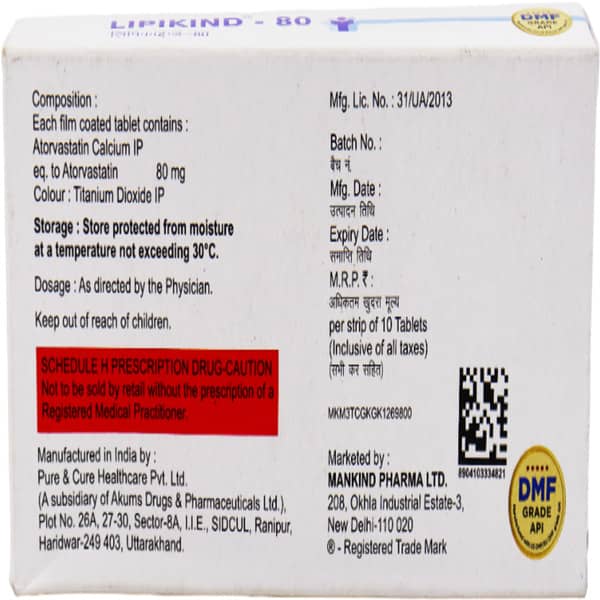 LIPIKIND - 80
DMF
GRADE
API
Composition :
Each film coated tablet contains :
Atorvastatin Calcium IP
eq. to Atorvastatin 80 mg
Colour : Titanium Dioxide IP
Storage : Store protected from moisture
at a temperature not exceeding 30°C.
Dosage : As directed by the Physician.
Keep out of reach of children.
SCHEDULE H PRESCRIPTION DRUG-CAUTION
Not to be sold by retail without the prescription of a
Registered Medical Practitioner.
Manufactured in India by :
Pure & Cure Healthcare Pvt. Ltd.
(A subsidiary of Akums Drugs & Pharmaceuticals Ltd.),
Plot No. 26A, 27-30, Sector-8A, I.I.E., SIDCUL, Ranipur,
Haridwar-249 403, Uttarakhand.
Mfg. Lic. No. : 31/UA/2013
Batch No. :
बैच नं.
Mfg. Date :
उत्पादन तिथि
Expiry Date :
समाप्ति तिथि
M.R.P. ₹ :
अधिकतम खुदरा मूल्य
per strip of 10 Tablets
(Inclusive of all taxes)
(सभी कर सहित)
MKM3TCGKGK1269800
8904103334821
Marketed by :
MANKIND PHARMA LTD.
208, Okhla Industrial Estate-3,
New Delhi-110 020
® - Registered Trade Mark
DMF
GRADE
API